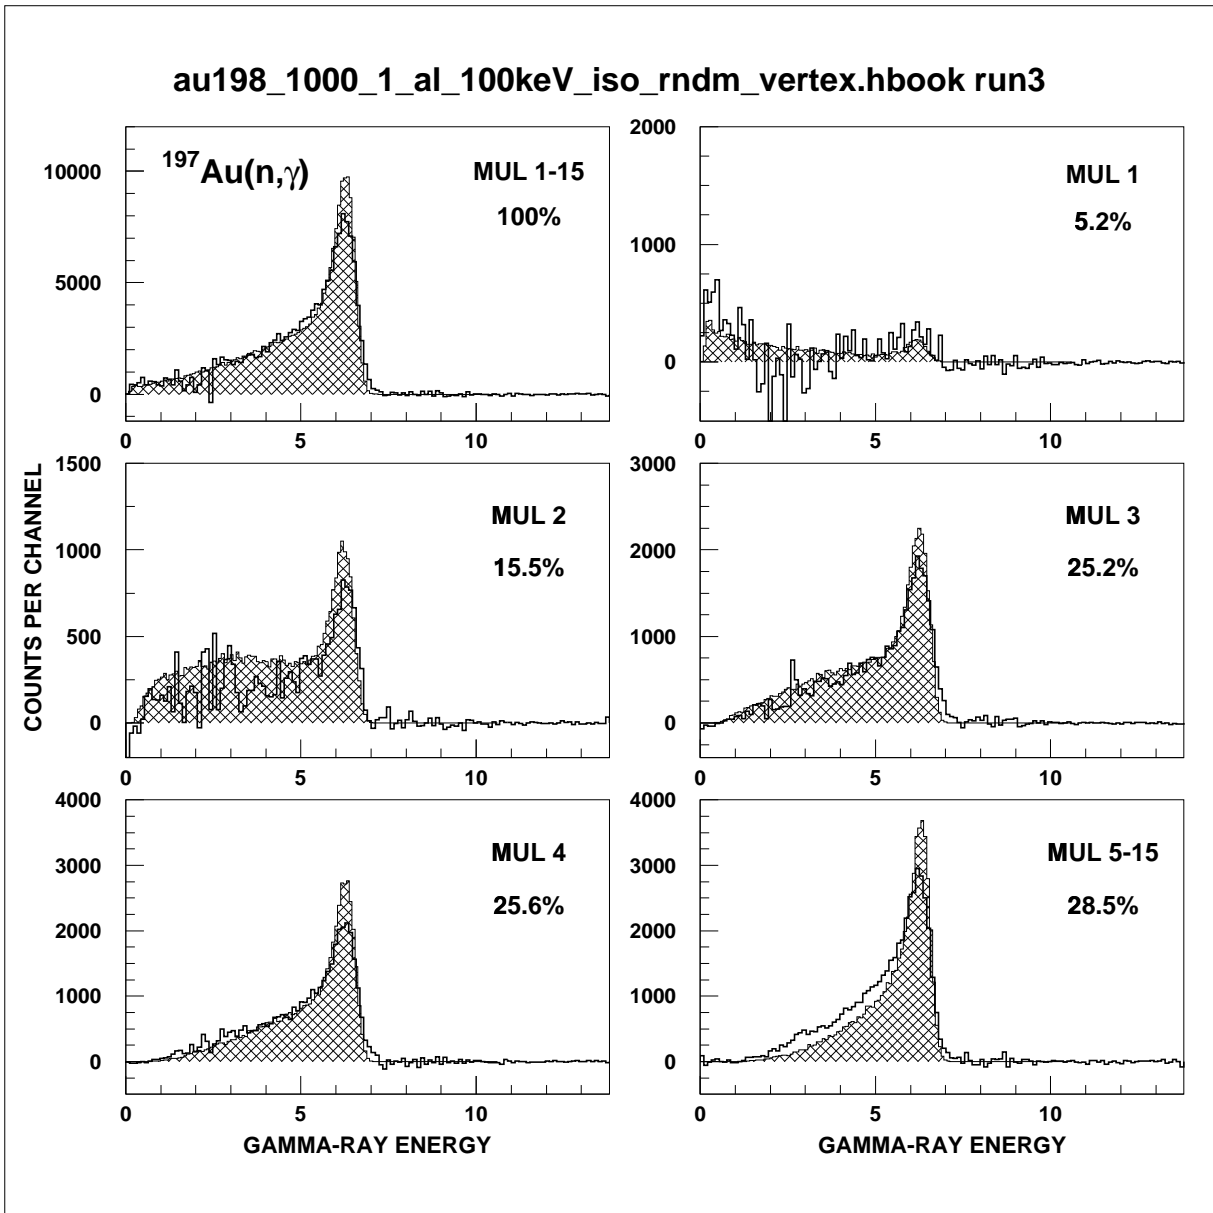 au198_1000_1_al_100keV_iso_rndm_vertex.hbook run3
197Au(n,γ)
MUL 1-15
100%
10000
5000
0
0 5 10
MUL 1
5.2%
2000
1000
0
0 5 10
COUNTS PER CHANNEL
MUL 2
15.5%
1500
1000
500
0
0 5 10
MUL 3
25.2%
3000
2000
1000
0
0 5 10
MUL 4
25.6%
4000
3000
2000
1000
0
0 5 10
GAMMA-RAY ENERGY
MUL 5-15
28.5%
4000
3000
2000
1000
0
0 5 10
GAMMA-RAY ENERGY